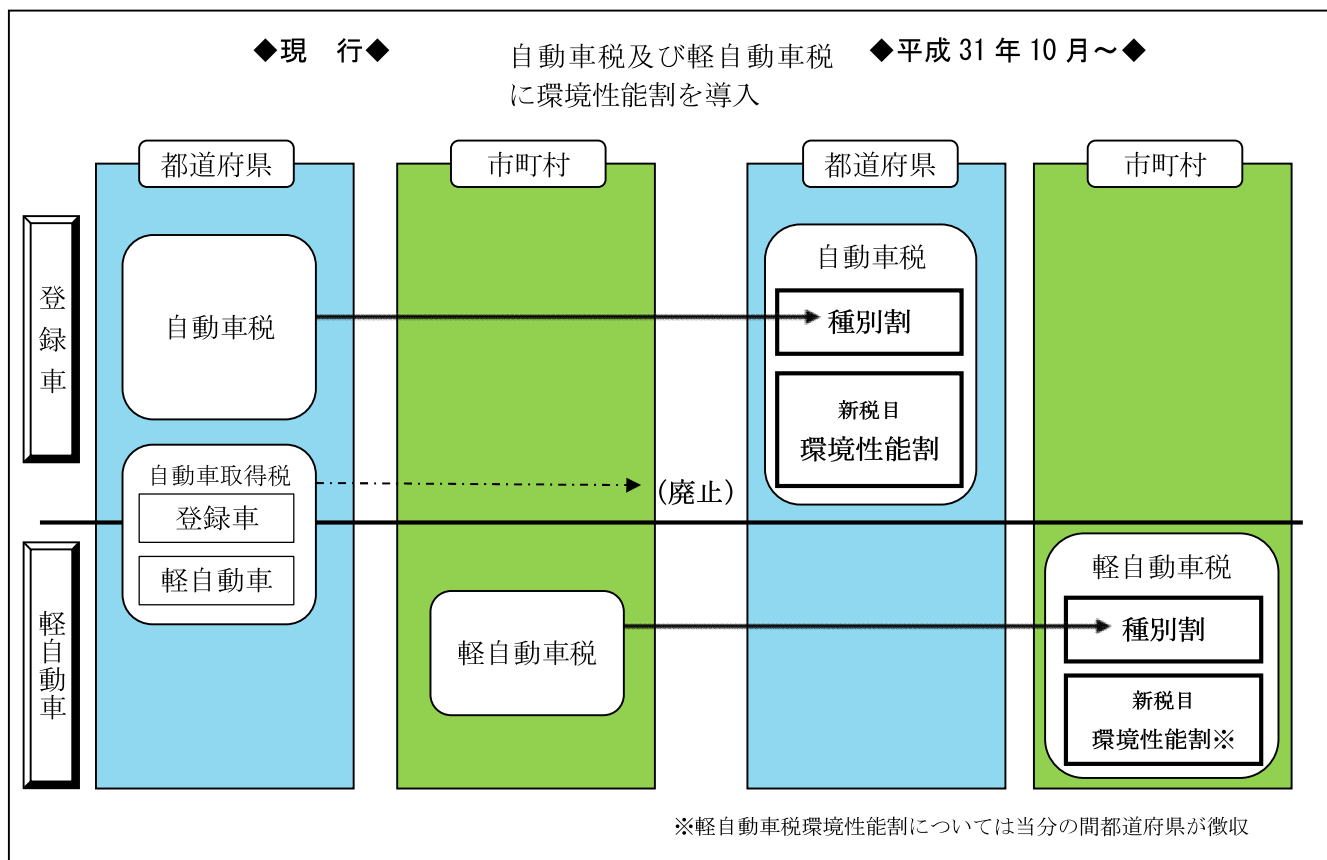 ◆現　行◆
自動車税及び軽自動車税
に環境性能割を導入
◆平成 31 年 10 月～◆
都道府県
市町村
都道府県
市町村
登録車
自動車税
自動車税
種別割
新税目
環境性能割
自動車取得税
登録車
軽自動車
（廃止）
軽自動車
軽自動車税
軽自動車税
種別割
新税目
環境性能割※
※軽自動車税環境性能割については当分の間都道府県が徴収